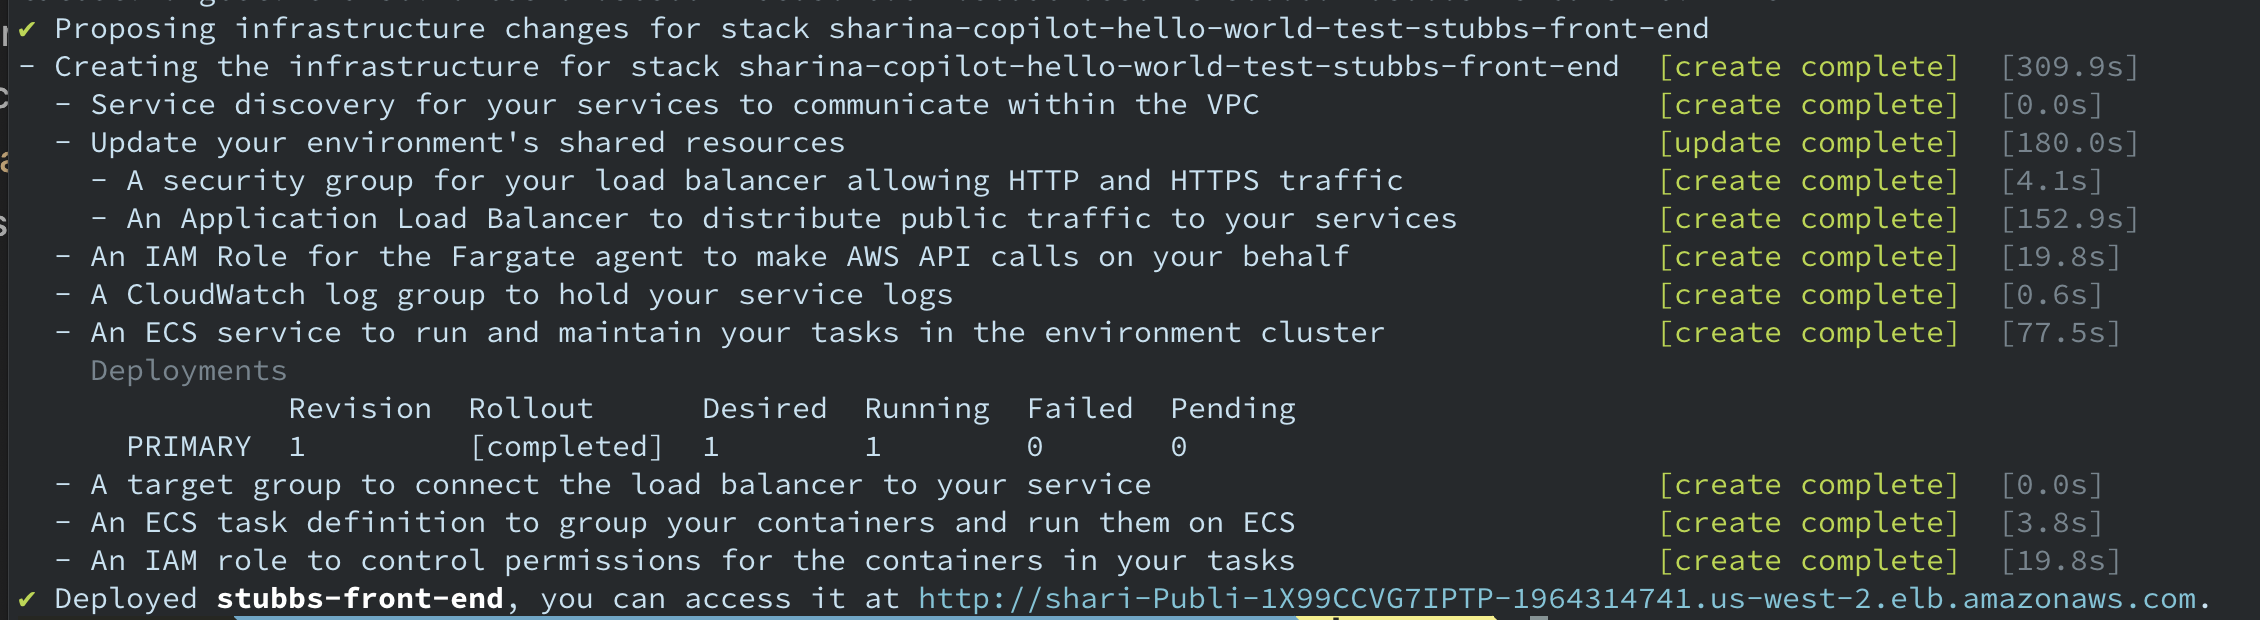 ✔ Proposing infrastructure changes for stack sharina-copilot-hello-world-test-stubbs-front-end
- Creating the infrastructure for stack sharina-copilot-hello-world-test-stubbs-front-end [create complete] [309.9s]
- Service discovery for your services to communicate within the VPC [create complete] [0.0s]
- Update your environment's shared resources [update complete] [180.0s]
- A security group for your load balancer allowing HTTP and HTTPS traffic [create complete] [4.1s]
- An Application Load Balancer to distribute public traffic to your services [create complete] [152.9s]
- An IAM Role for the Fargate agent to make AWS API calls on your behalf [create complete] [19.8s]
- A CloudWatch log group to hold your service logs [create complete] [0.6s]
- An ECS service to run and maintain your tasks in the environment cluster [create complete] [77.5s]
Deployments
Revision Rollout Desired Running Failed Pending
PRIMARY 1 [completed] 1 1 0 0
- A target group to connect the load balancer to your service [create complete] [0.0s]
- An ECS task definition to group your containers and run them on ECS [create complete] [3.8s]
- An IAM role to control permissions for the containers in your tasks [create complete] [19.8s]
✔ Deployed stubbs-front-end, you can access it at http://shari-Publi-1X99CCVG7IPTP-1964314741.us-west-2.elb.amazonaws.com.